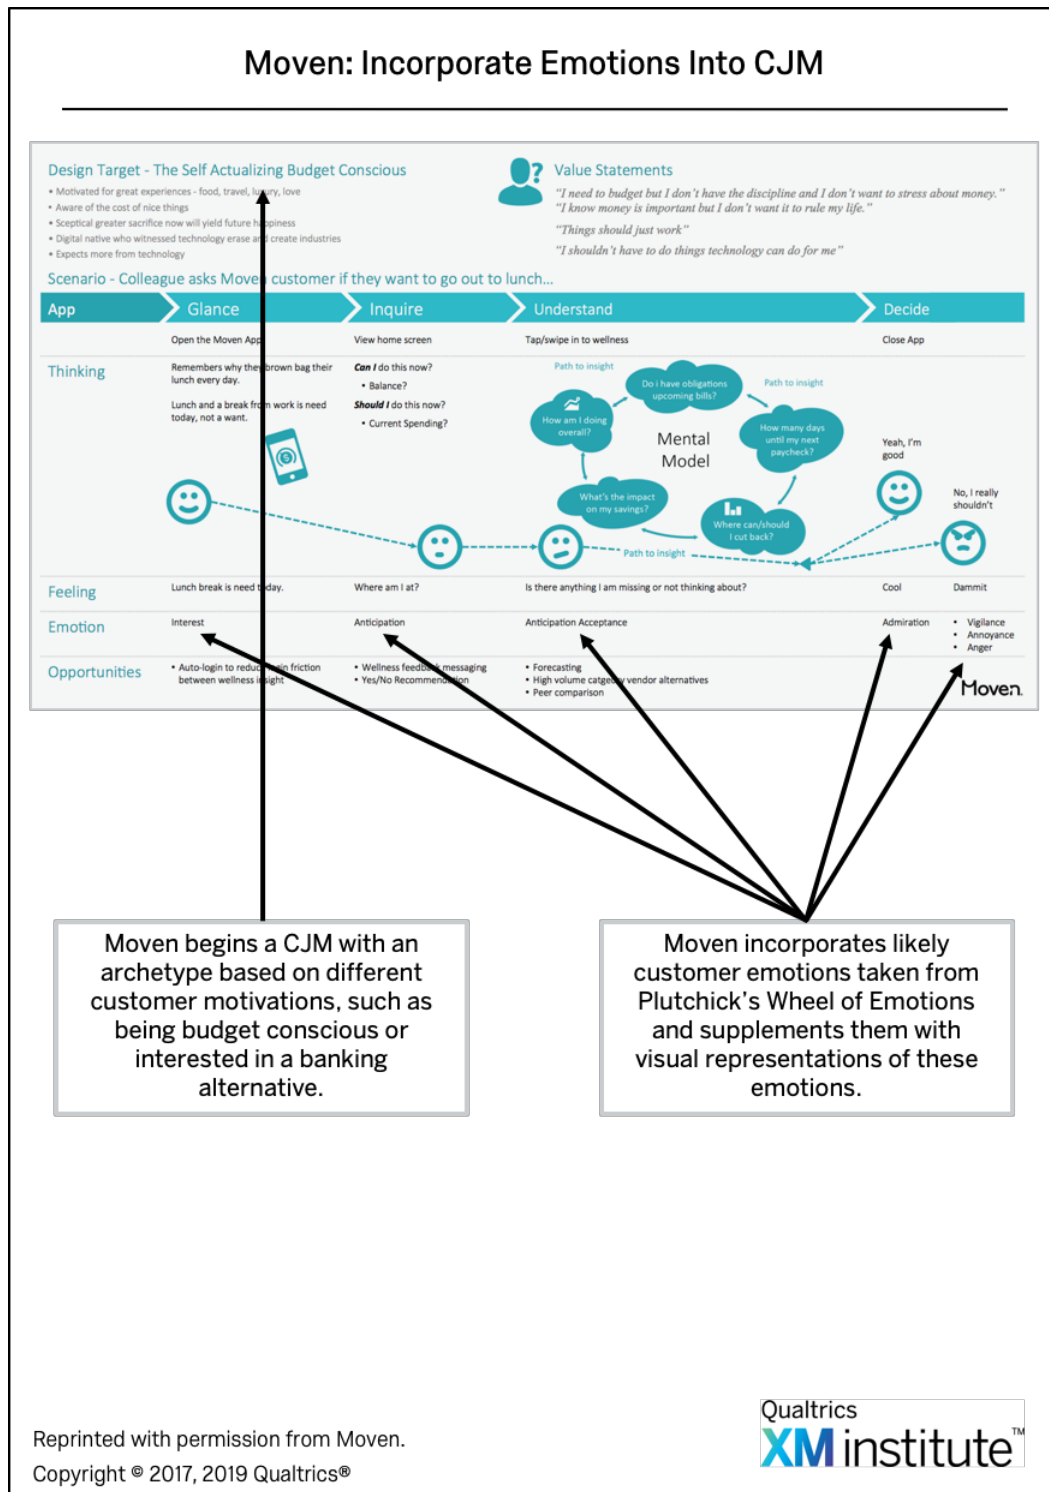 Moven: Incorporate Emotions Into CJM
Design Target - The Self Actualizing Budget Conscious
• Motivated for great experiences - food, travel, luxury, love
• Aware of the cost of nice things
• Sceptical greater sacrifice now will yield future happiness
• Digital native who witnessed technology erase and create industries
• Expects more from technology
?
Value Statements
"I need to budget but I don't have the discipline and I don't want to stress about money."
"I know money is important but I don't want it to rule my life."
"Things should just work"
"I shouldn't have to do things technology can do for me"
Scenario - Colleague asks Moven customer if they want to go out to lunch...
App
Glance
Inquire
Understand
Decide
Open the Moven App
View home screen
Tap/swipe in to wellness
Close App
Thinking
Remembers why they brown bag their
lunch every day.
Lunch and a break from work is need
today, not a want.
$
Can I do this now?
• Balance?
Should I do this now?
• Current Spending?
Path to insight
Do i have obligations
upcoming bills?
Path to insight
How am I doing
overall?
Mental
Model
How many days
until my next
paycheck?
What's the impact
on my savings?
Where can/should
I cut back?
Path to insight
Yeah, I'm
good
No, I really
shouldn't
Feeling
Lunch break is need today.
Where am I at?
Is there anything I am missing or not thinking about?
Cool
Dammit
Emotion
Interest
Anticipation
Anticipation Acceptance
Admiration
• Vigilance
• Annoyance
• Anger
Opportunities
• Auto-login to reduce login friction
between wellness insight
• Wellness feedback messaging
• Yes/No Recommendation
• Forecasting
• High volume catgedy vendor alternatives
• Peer comparison
Moven.
Moven begins a CJM with an
archetype based on different
customer motivations, such as
being budget conscious or
interested in a banking
alternative.
Moven incorporates likely
customer emotions taken from
Plutchick's Wheel of Emotions
and supplements them with
visual representations of these
emotions.
Reprinted with permission from Moven.
Copyright © 2017, 2019 Qualtrics®
Qualtrics
XM institute™